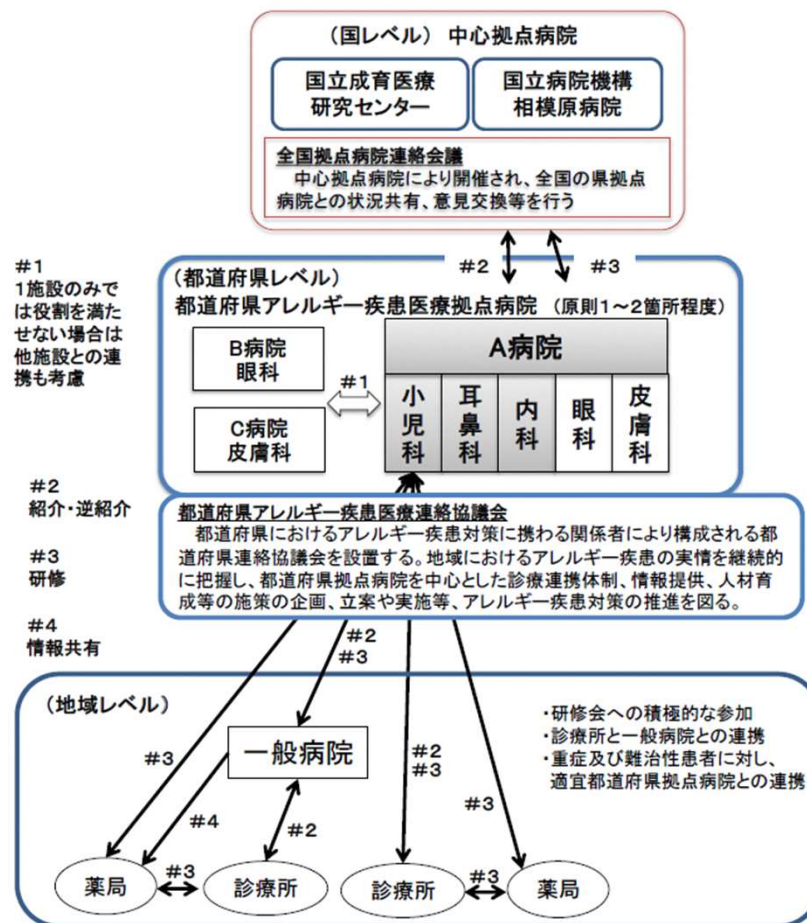 （国レベル） 中心拠点病院
国立成育医療
研究センター
国立病院機構
相模原病院
全国拠点病院連絡会議
中心拠点病院により開催され、全国の県拠点
病院との状況共有、意見交換等を行う
＃2
＃3
＃1
1施設のみで
は役割を満た
せない場合は
他施設との連
携も考慮
（都道府県レベル）
都道府県アレルギー疾患医療拠点病院 （原則1～2箇所程度）
B病院
眼科
C病院
皮膚科
＃1
A病院
小児科
耳鼻科
内科
眼科
皮膚科
＃2
紹介・逆紹介
＃3
研修
＃4
情報共有
都道府県アレルギー疾患医療連絡協議会
都道府県におけるアレルギー疾患対策に携わる関係者により構成される都
道府県連絡協議会を設置する。地域におけるアレルギー疾患の実情を継続的
に把握し、都道府県拠点病院を中心とした診療連携体制、情報提供、人材育
成等の施策の企画、立案や実施等、アレルギー疾患対策の推進を図る。
＃2
＃3
（地域レベル）
・研修会への積極的な参加
・診療所と一般病院との連携
・重症及び難治性患者に対し、
適宜都道府県拠点病院との連携
一般病院
＃3
＃4
＃2
＃2
＃3
＃3
薬局
＃3
診療所
診療所
＃3
薬局